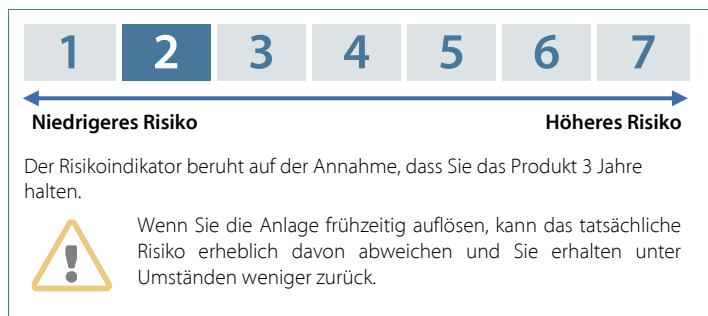 1 2 3 4 5 6 7
Niedrigeres Risiko Höheres Risiko
Der Risikoindikator beruht auf der Annahme, dass Sie das Produkt 3 Jahre
halten.
Wenn Sie die Anlage frühzeitig auflösen, kann das tatsächliche
Risiko erheblich davon abweichen und Sie erhalten unter
Umständen weniger zurück.